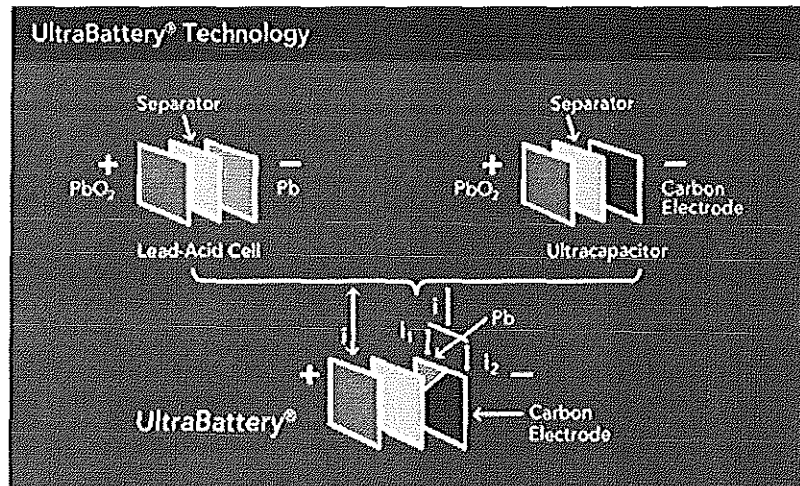 UltraBattery® Technology
Separator
+
PbO₂
−
Pb
Lead-Acid Cell
Separator
+
PbO₂
−
Carbon
Electrode
Ultracapacitor
i
i
I₁
Pb
I₂
+
−
UltraBattery®
Carbon
Electrode